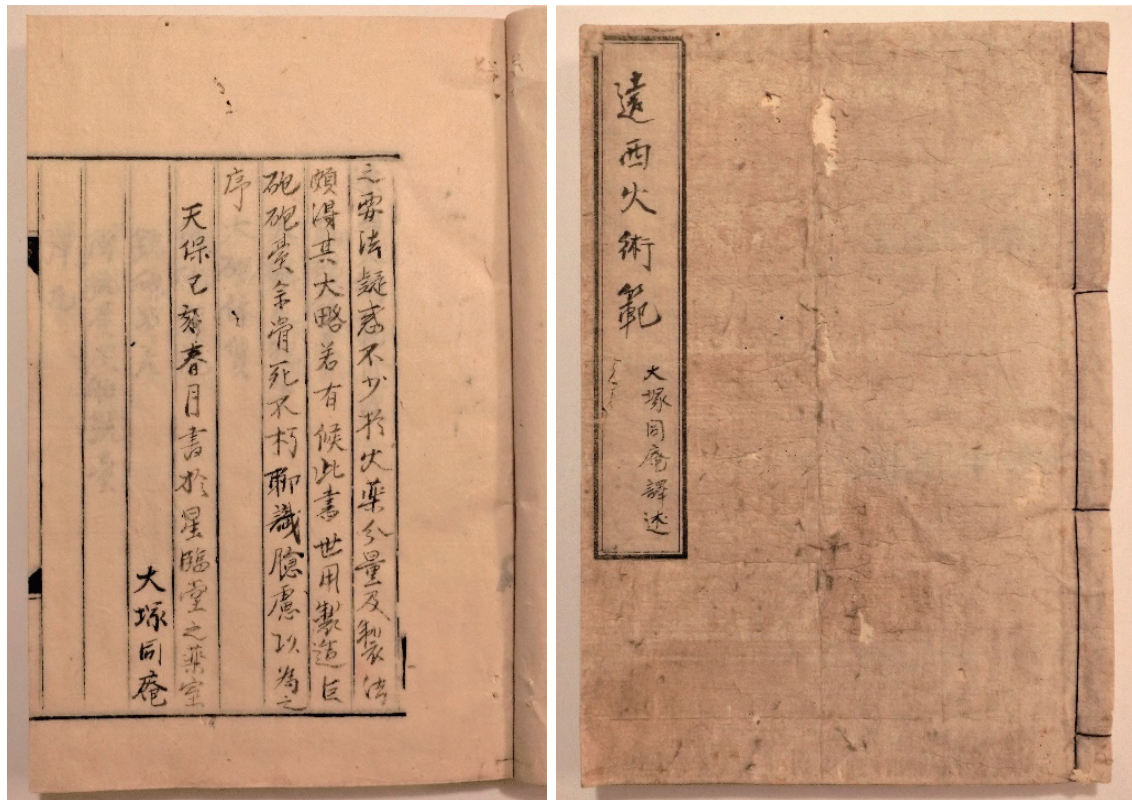 之要法疑惑不少於火藥分量及製法
頗得其大略若有候此書世用製造巨
砲砲臺余骨死不朽聊識臆慮以為之
序
天保己亥春月書於星臨堂之藥室
大塚同庵
遠西火術範
大塚同庵譯述